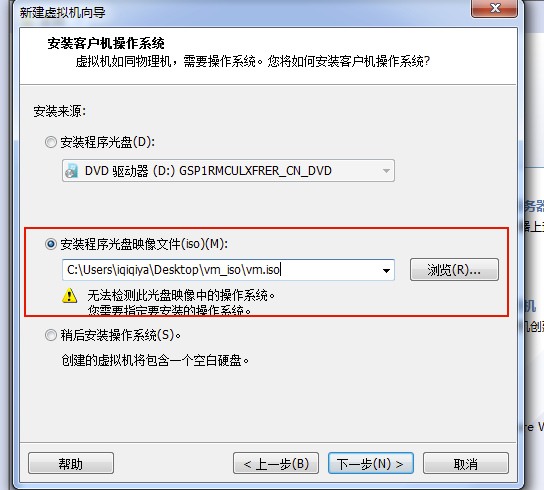 新建虚拟机向导
安装客户机操作系统
虚拟机如同物理机，需要操作系统。您将如何安装客户机操作系统?
安装来源:
安装程序光盘(D):
DVD 驱动器 (D:) GSP1RMCULXFRER_CN_DVD
安装程序光盘映像文件(iso)(M):
C:\Users\iqiqiya\Desktop\vm_iso\vm.iso
浏览(R)...
无法检测此光盘映像中的操作系统。
您需要指定要安装的操作系统。
稍后安装操作系统(S)。
创建的虚拟机将包含一个空白硬盘。
帮助
< 上一步(B)
下一步(N) >
取消
务器
器上
机
机创建
re W